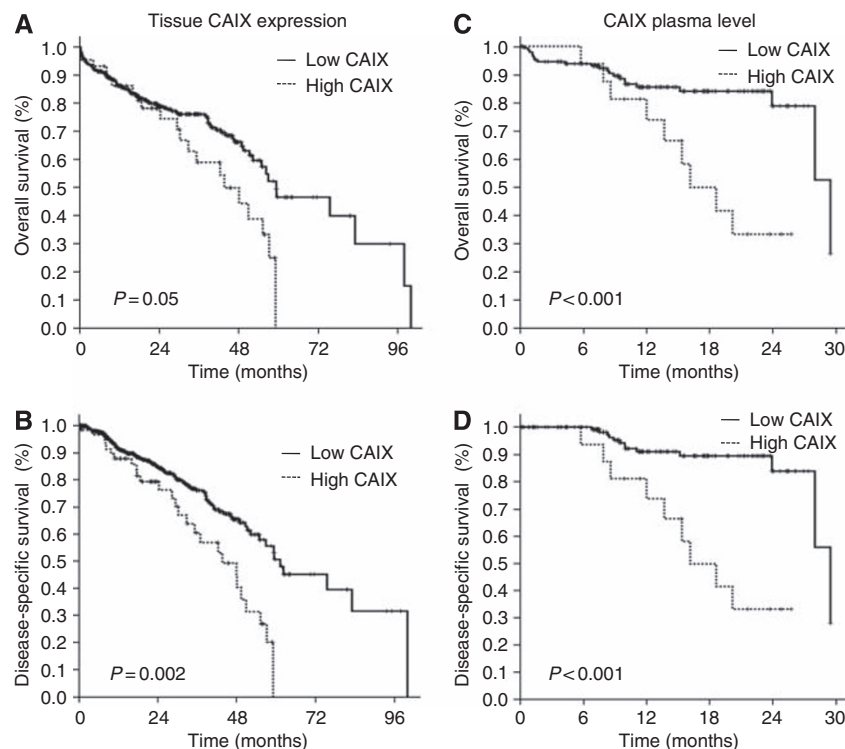 A
Tissue CAIX expression
1.0
0.9
0.8
0.7
0.6
0.5
0.4
0.3
0.2
0.1
0.0
Overall survival (%)
Low CAIX
High CAIX
P = 0.05
0 24 48 72 96
Time (months)
C
CAIX plasma level
1.0
0.9
0.8
0.7
0.6
0.5
0.4
0.3
0.2
0.1
0.0
Overall survival (%)
Low CAIX
High CAIX
P < 0.001
0 6 12 18 24 30
Time (months)
B
1.0
0.9
0.8
0.7
0.6
0.5
0.4
0.3
0.2
0.1
0.0
Disease-specific survival (%)
Low CAIX
High CAIX
P = 0.002
0 24 48 72 96
Time (months)
D
1.0
0.9
0.8
0.7
0.6
0.5
0.4
0.3
0.2
0.1
0.0
Disease-specific survival (%)
Low CAIX
High CAIX
P < 0.001
0 6 12 18 24 30
Time (months)